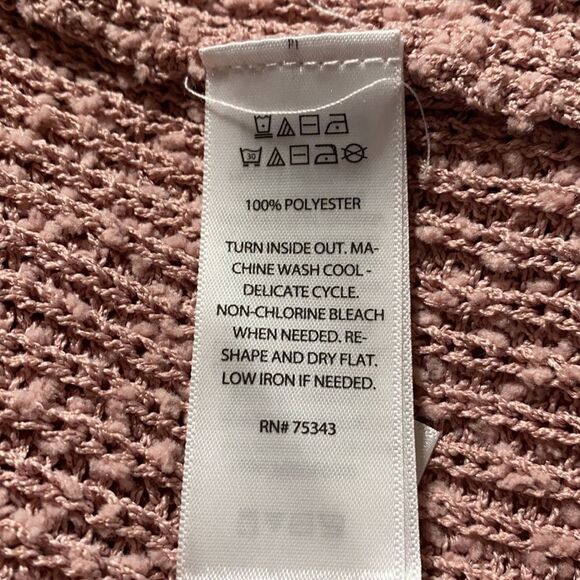 30
100% POLYESTER
TURN INSIDE OUT. MA-
CHINE WASH COOL -
DELICATE CYCLE.
NON-CHLORINE BLEACH
WHEN NEEDED. RE-
SHAPE AND DRY FLAT.
LOW IRON IF NEEDED.
RN# 75343